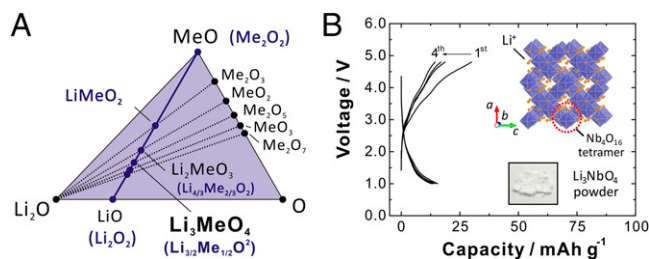 A
MeO (Me₂O₂)
Me₂O₃
MeO₂
Me₂O₅
MeO₃
Me₂O₇
LiMeO₂
Li₂MeO₃
(Li₄/₃Me₂/₃O₂)
Li₂O
LiO
(Li₂O₂)
Li₃MeO₄
(Li₃/₂Me₁/₂O²)
O
B
Voltage / V
6.0
5.0
4.0
3.0
2.0
1.0
0
0
25
50
75
100
Capacity / mAh g⁻¹
4th
1st
Li⁺
a
b
c
Nb₄O₁₆
tetramer
Li₃NbO₄
powder